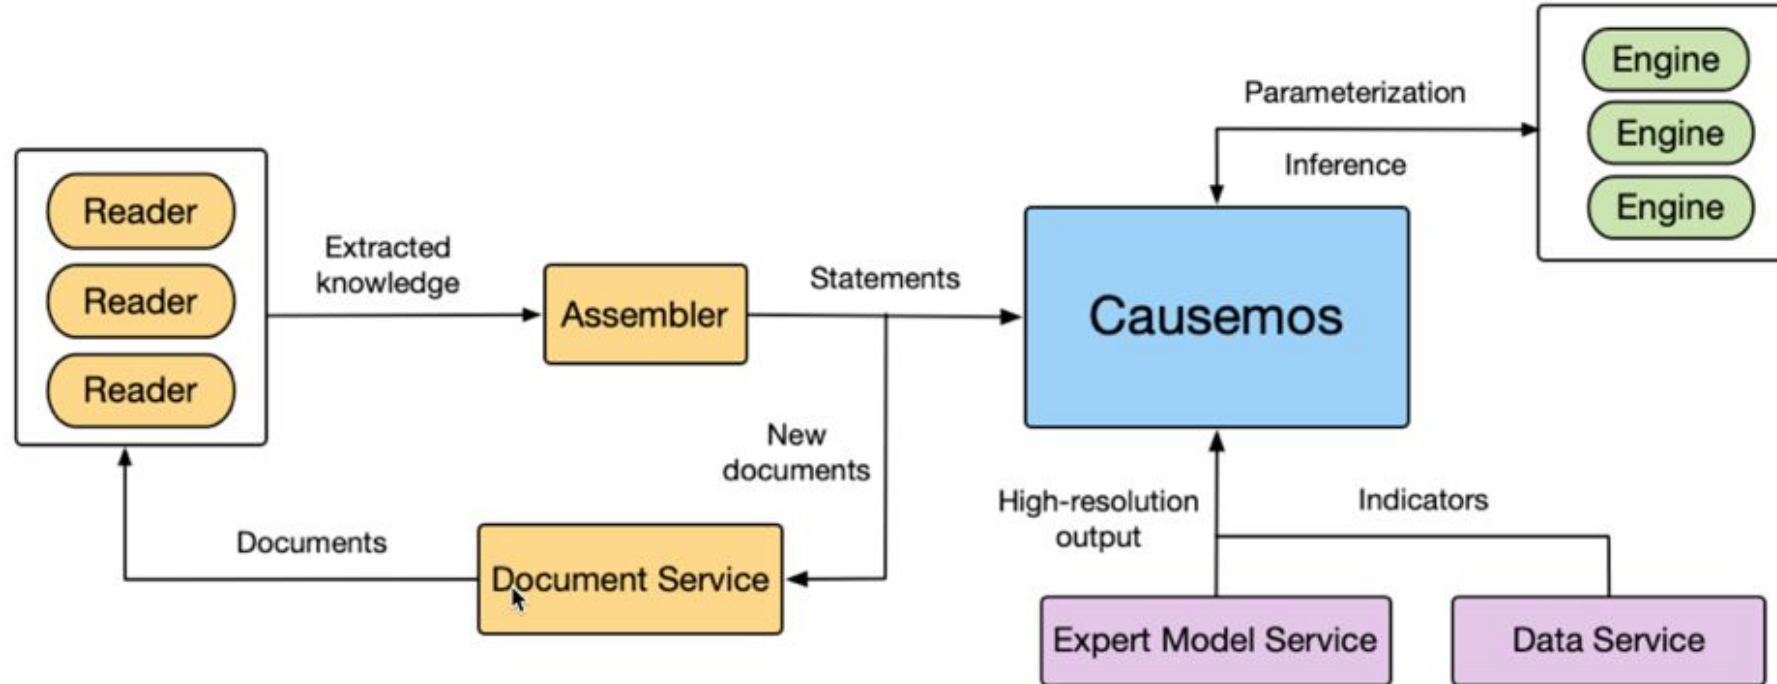 Reader
Reader
Reader
Extracted
knowledge
Assembler
Statements
New
documents
Documents
Document Service
Causemos
Parameterization
Inference
Engine
Engine
Engine
High-resolution
output
Indicators
Expert Model Service
Data Service